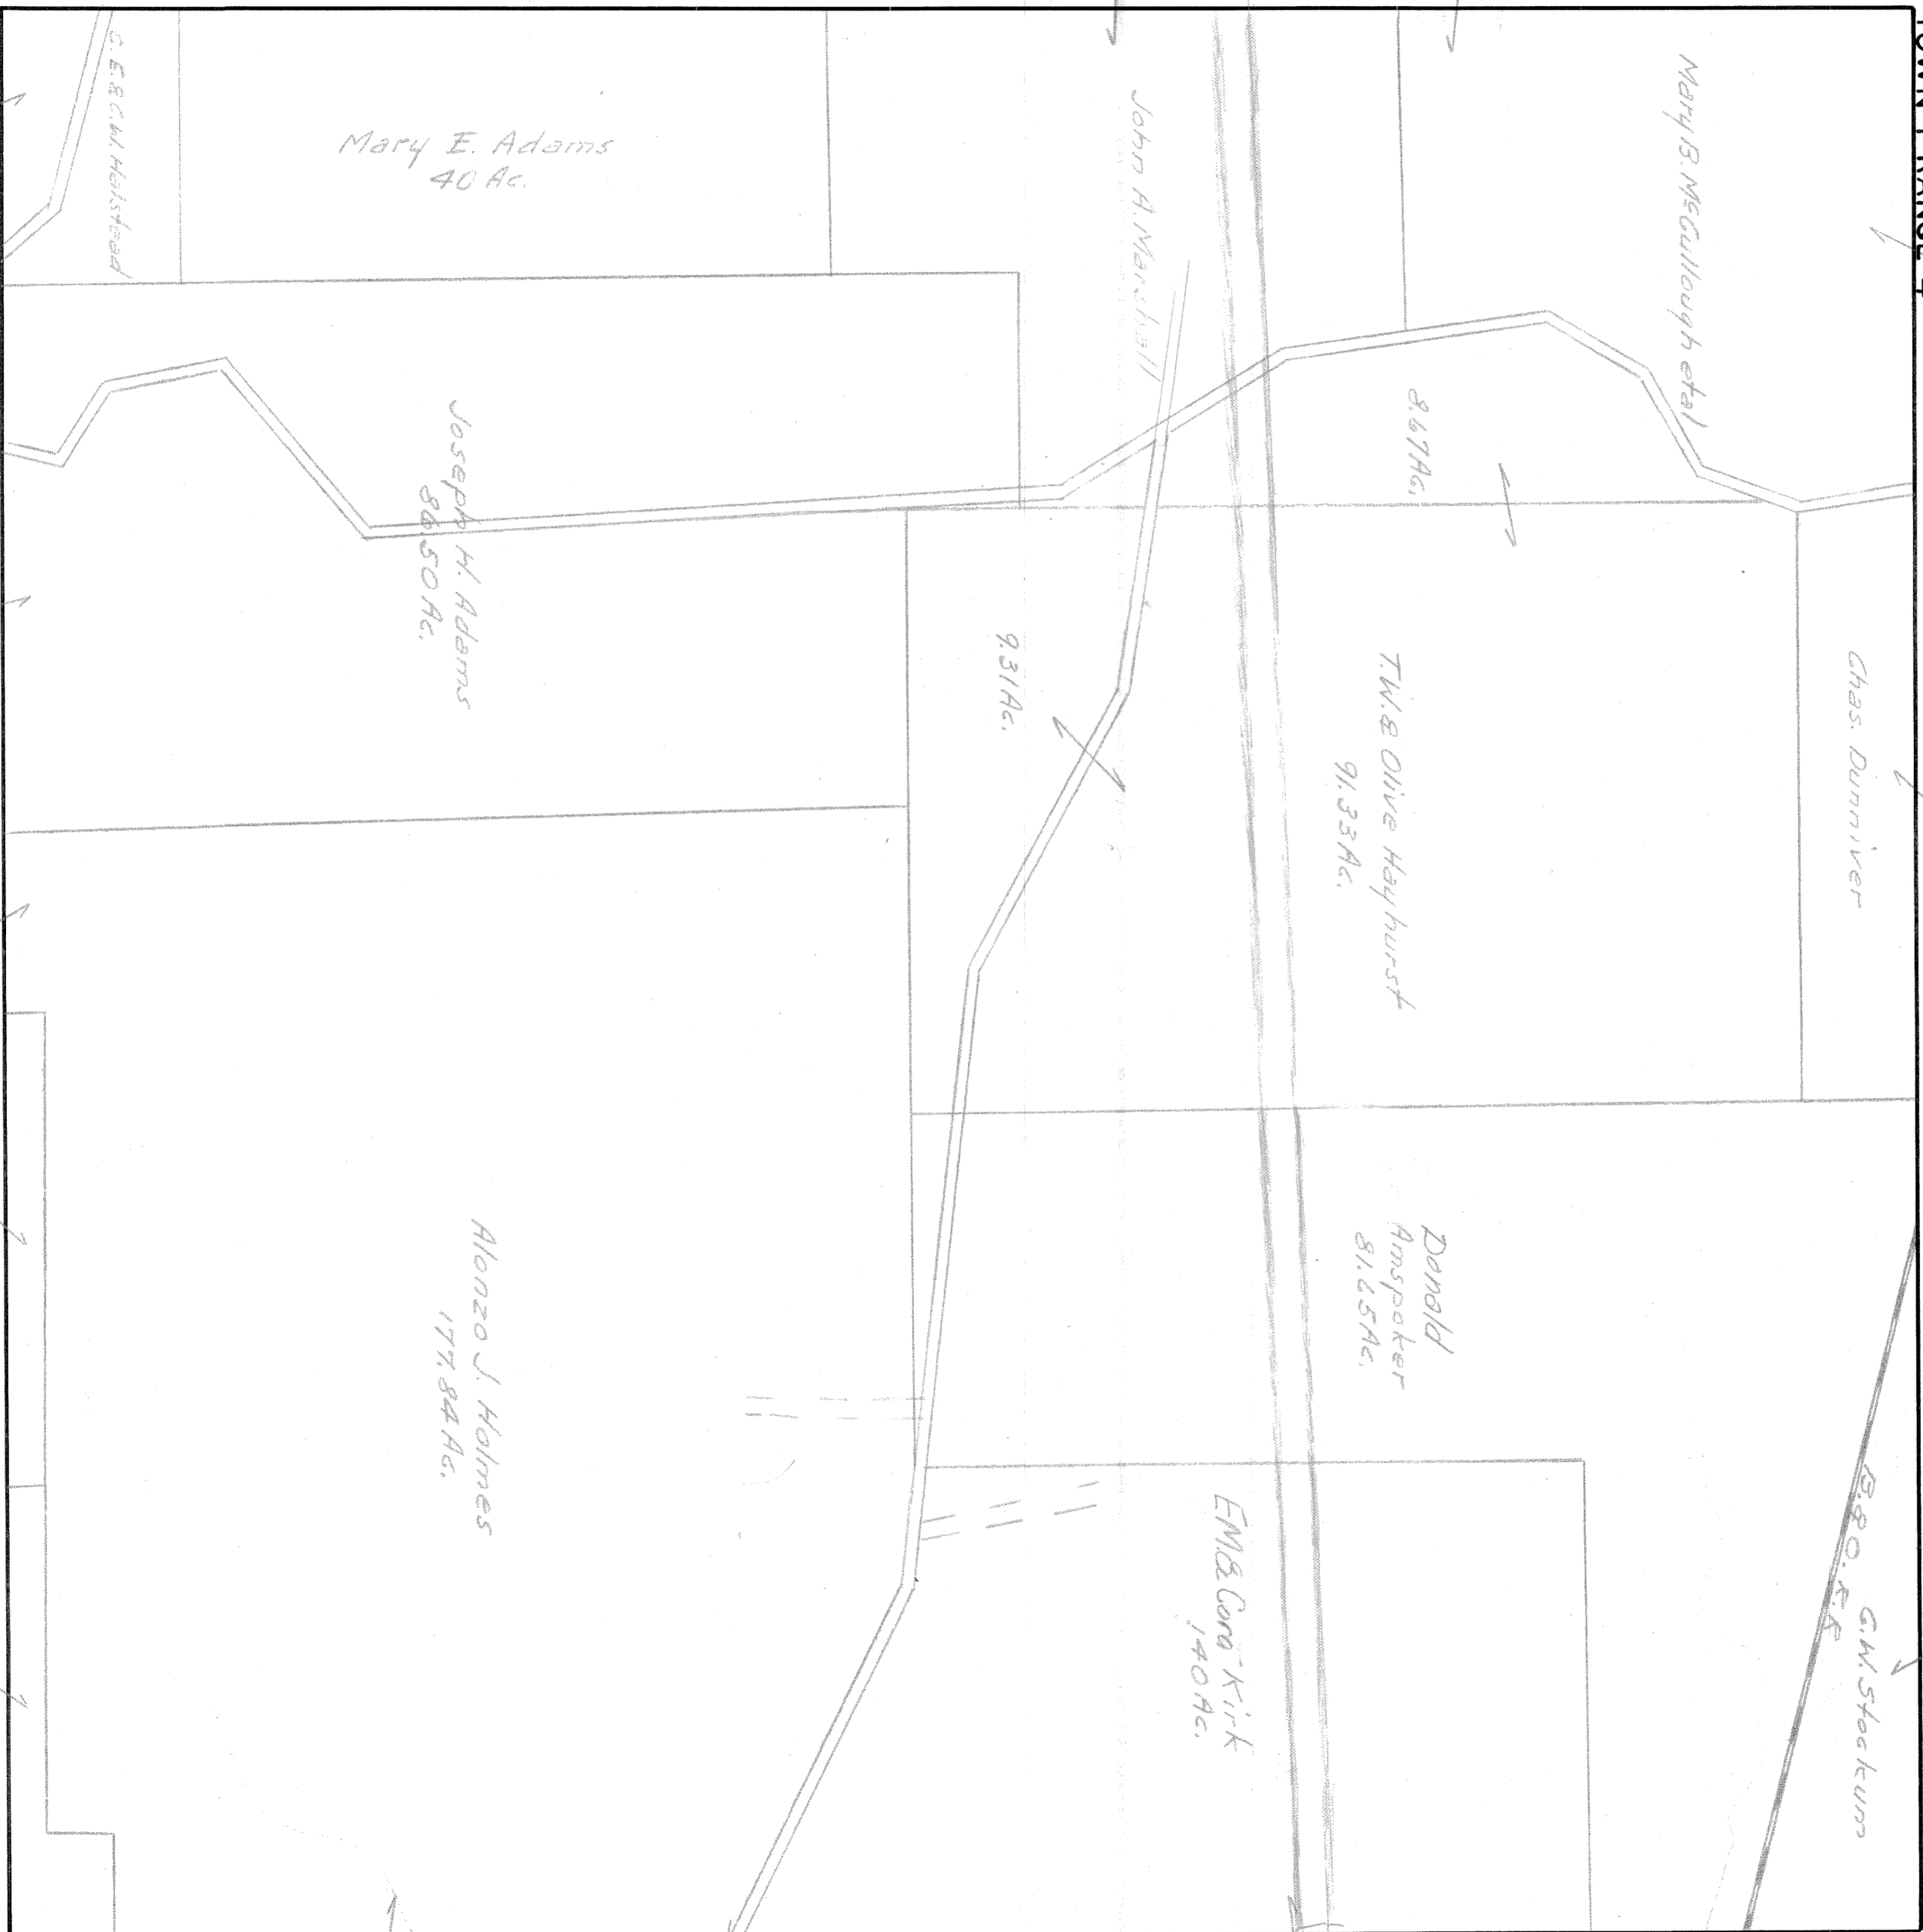 Mary E. Adams
40 Ac.
C.W. Halstead
John A. Marshall
Mary B. McCullough etal
8.67 Ac.
Joseph H. Adams
86.50 Ac.
9.31 Ac.
T.W. & Olive Hayhurst
91.33 Ac.
Chas. Dunniver
Donald
Amspoker
81.65 Ac.
Alonzo J. Holmes
177.84 Ac.
E.M. & Cora Kirk
140 Ac.
B.&O. R.R.
C.W. Stockum